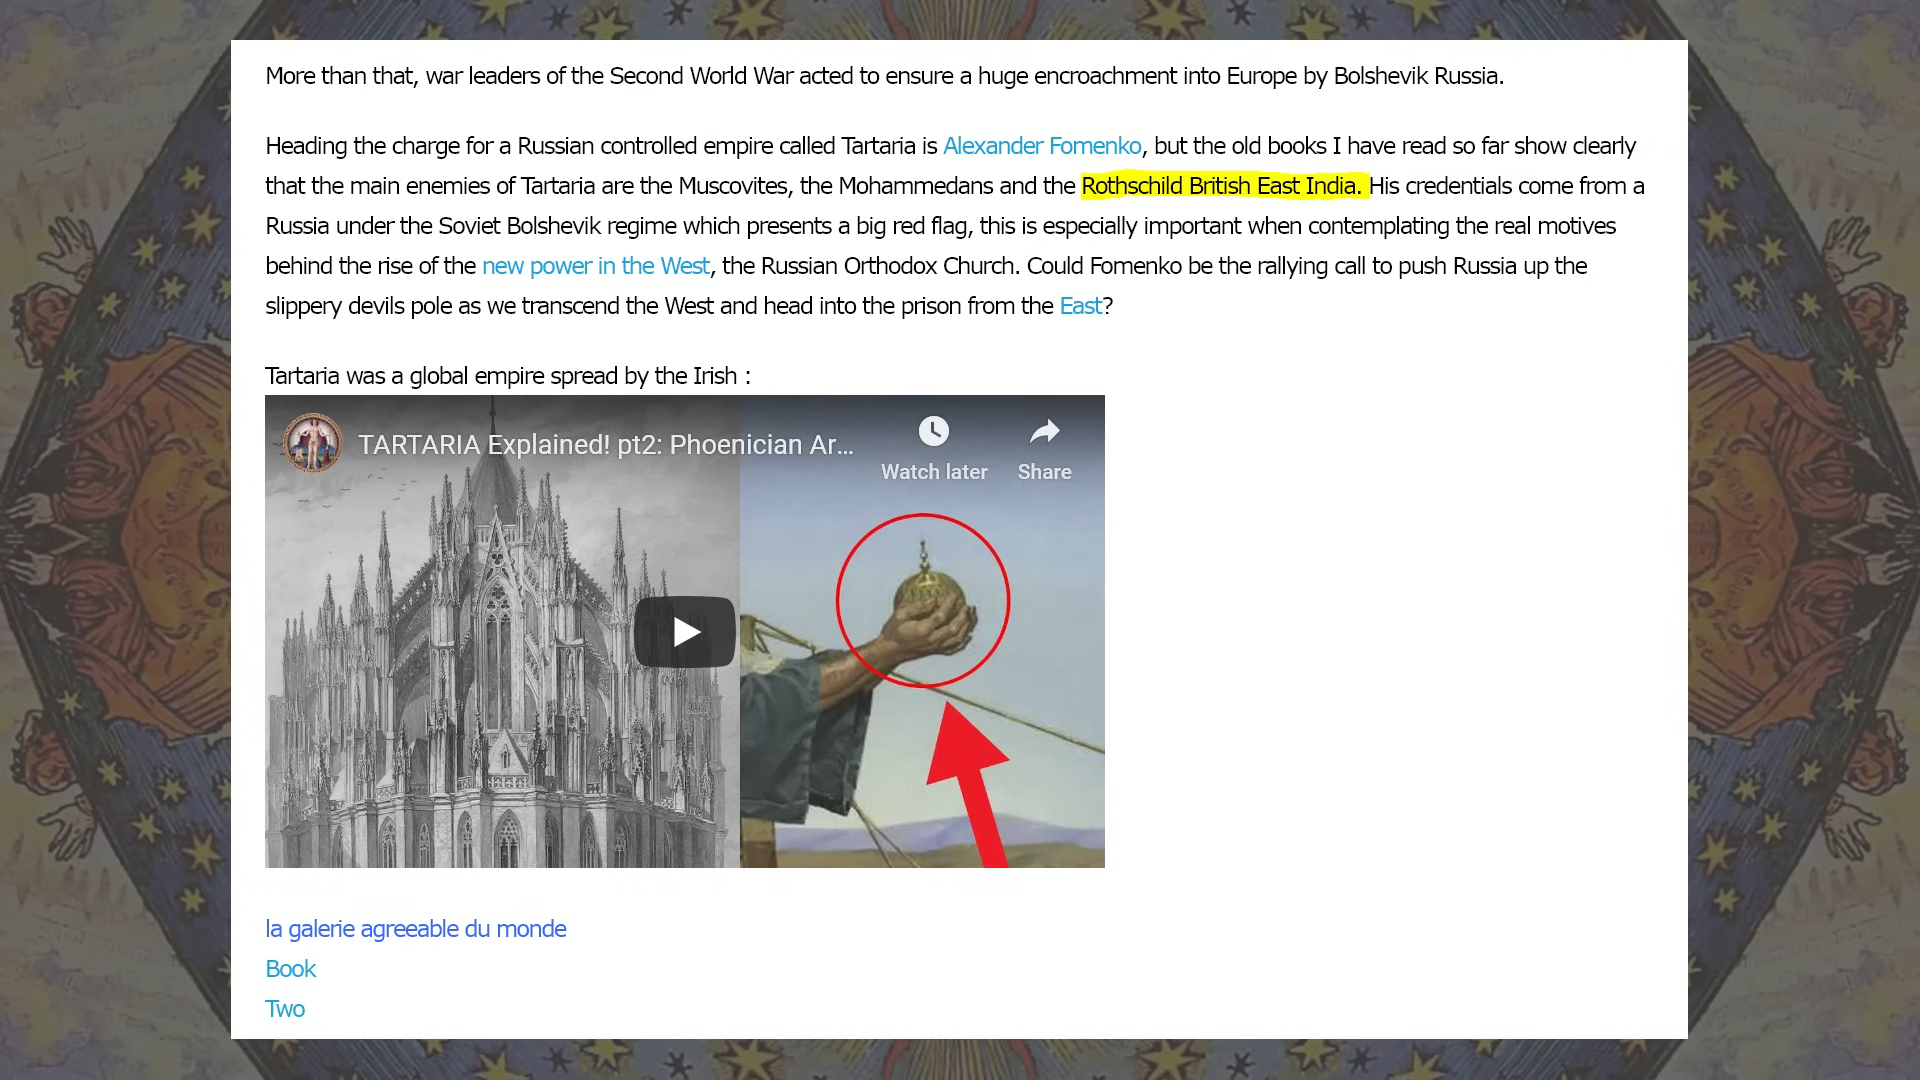 More than that, war leaders of the Second World War acted to ensure a huge encroachment into Europe by Bolshevik Russia.
Heading the charge for a Russian controlled empire called Tartaria is Alexander Fomenko, but the old books I have read so far show clearly
that the main enemies of Tartaria are the Muscovites, the Mohammedans and the Rothschild British East India. His credentials come from a
Russia under the Soviet Bolshevik regime which presents a big red flag, this is especially important when contemplating the real motives
behind the rise of the new power in the West, the Russian Orthodox Church. Could Fomenko be the rallying call to push Russia up the
slippery devils pole as we transcend the West and head into the prison from the East?
Tartaria was a global empire spread by the Irish :
TARTARIA Explained! pt2: Phoenician Ar...
Watch later
Share
la galerie agreeable du monde
Book
Two